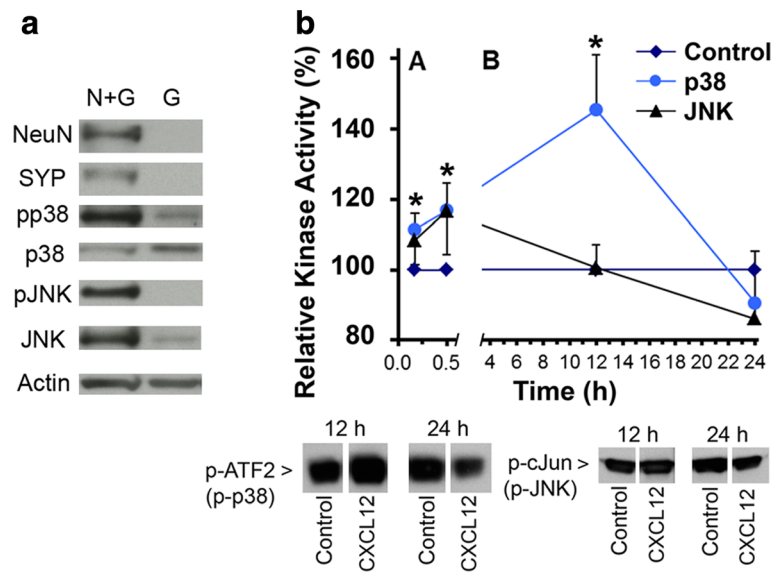 a
N+G G
NeuN
SYP
pp38
p38
pJNK
JNK
Actin
b
Relative Kinase Activity (%)
160
140
120
100
80
A
B
*
*
*
Control
p38
JNK
0.0 0.5 4 6 8 10 12 14 16 18 20 22 24
Time (h)
12 h 24 h
p-ATF2 >
(p-p38)
Control CXCL12 Control CXCL12
12 h 24 h
p-cJun >
(p-JNK)
Control CXCL12 Control CXCL12